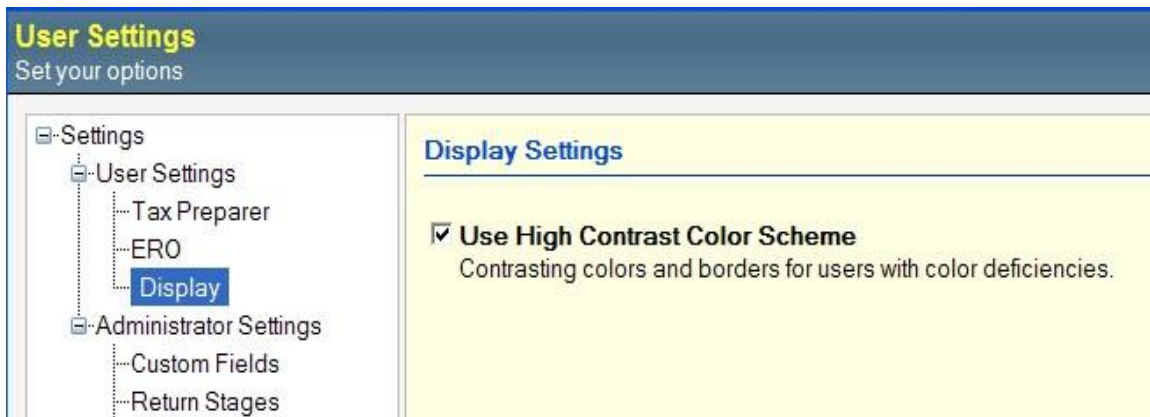 User Settings
Set your options
Settings
User Settings
Tax Preparer
ERO
Display
Administrator Settings
Custom Fields
Return Stages
Display Settings
Use High Contrast Color Scheme
Contrasting colors and borders for users with color deficiencies.